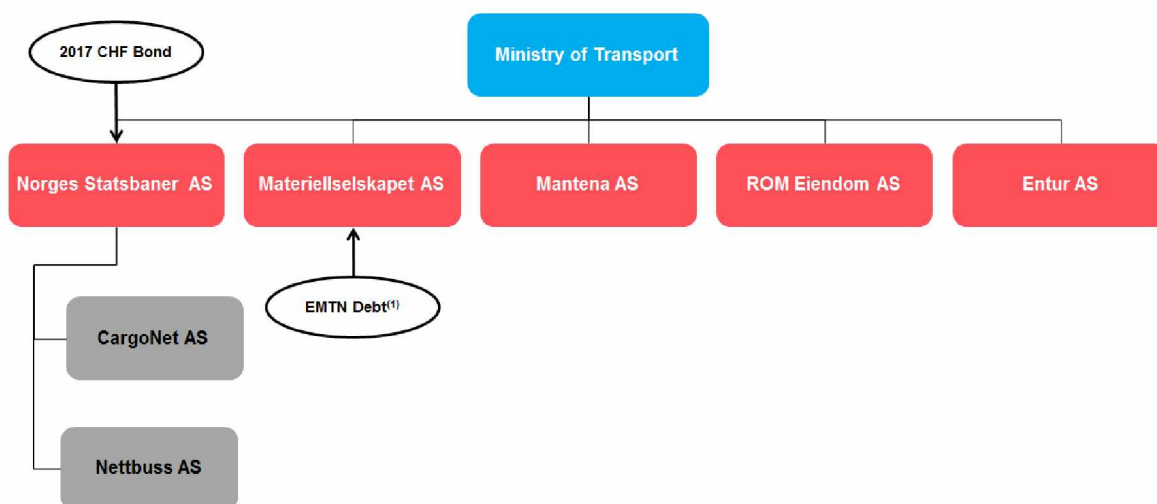 2017 CHF Bond
Ministry of Transport
Norges Statsbaner AS
Materiellselskapet AS
Mantena AS
ROM Eiendom AS
Entur AS
EMTN Debt(1)
CargoNet AS
Nettbuss AS